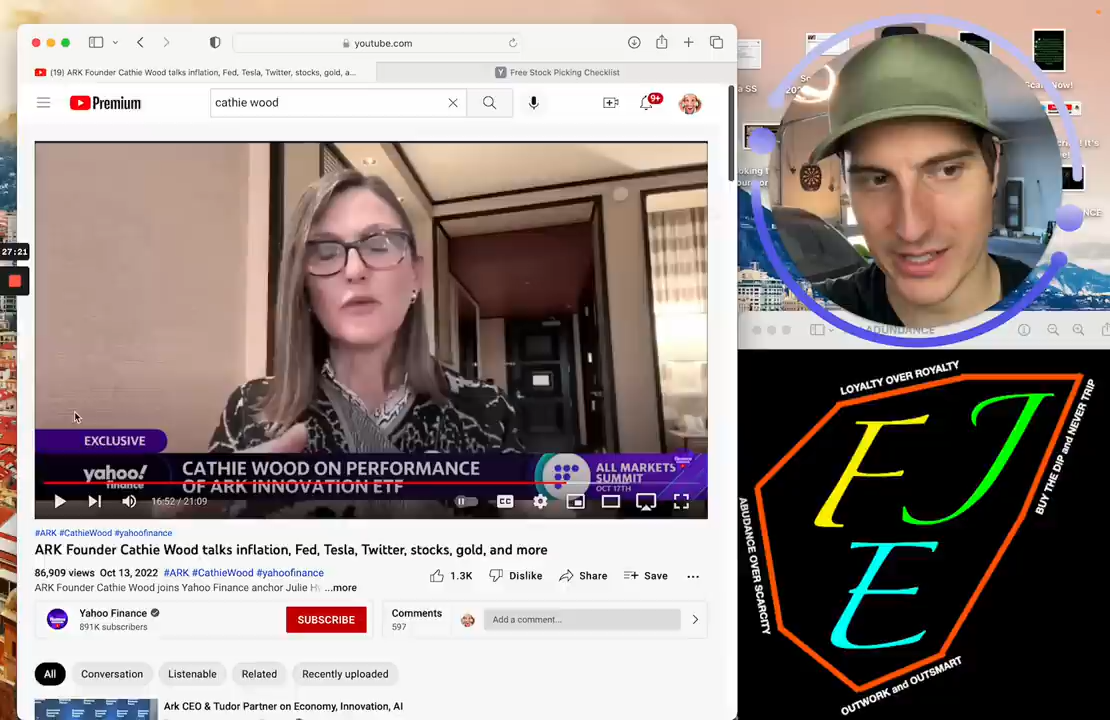 youtube.com
(19) ARK Founder Cathie Wood talks inflation, Fed, Tesla, Twitter, stocks, gold, a...
Free Stock Picking Checklist
Premium
cathie wood
9+
27:21
EXCLUSIVE
yahoo!
finance
CATHIE WOOD ON PERFORMANCE
OF ARK INNOVATION ETF
ALL MARKETS
SUMMIT
OCT 17TH
16:52 / 21:09
CC
#ARK #CathieWood #yahoofinance
ARK Founder Cathie Wood talks inflation, Fed, Tesla, Twitter, stocks, gold, and more
86,909 views Oct 13, 2022 #ARK #CathieWood #yahoofinance
1.3K
Dislike
Share
Save
ARK Founder Cathie Wood joins Yahoo Finance anchor Julie ...more
Yahoo Finance
891K subscribers
SUBSCRIBE
Comments
597
Add a comment...
All
Conversation
Listenable
Related
Recently uploaded
Ark CEO & Tudor Partner on Economy, Innovation, AI
LOYALTY OVER ROYALTY
BUY THE DIP and NEVER TRIP
ABUDANCE OVER SCARCITY
OUTWORK and OUTSMART
F
J
E